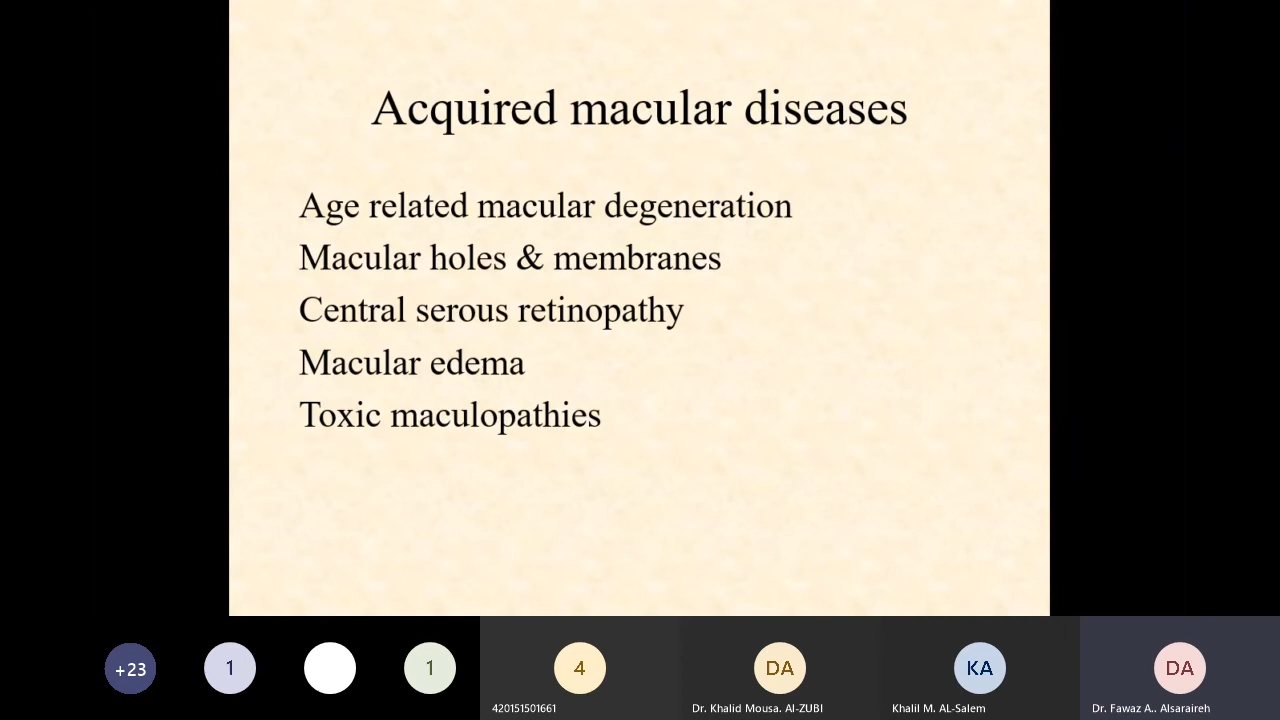 Acquired macular diseases
Age related macular degeneration
Macular holes & membranes
Central serous retinopathy
Macular edema
Toxic maculopathies
+23
1
1
4
DA
KA
DA
420151501661
Dr. Khalid Mousa. Al-ZUBI
Khalil M. AL-Salem
Dr. Fawaz A.. Alsaraireh